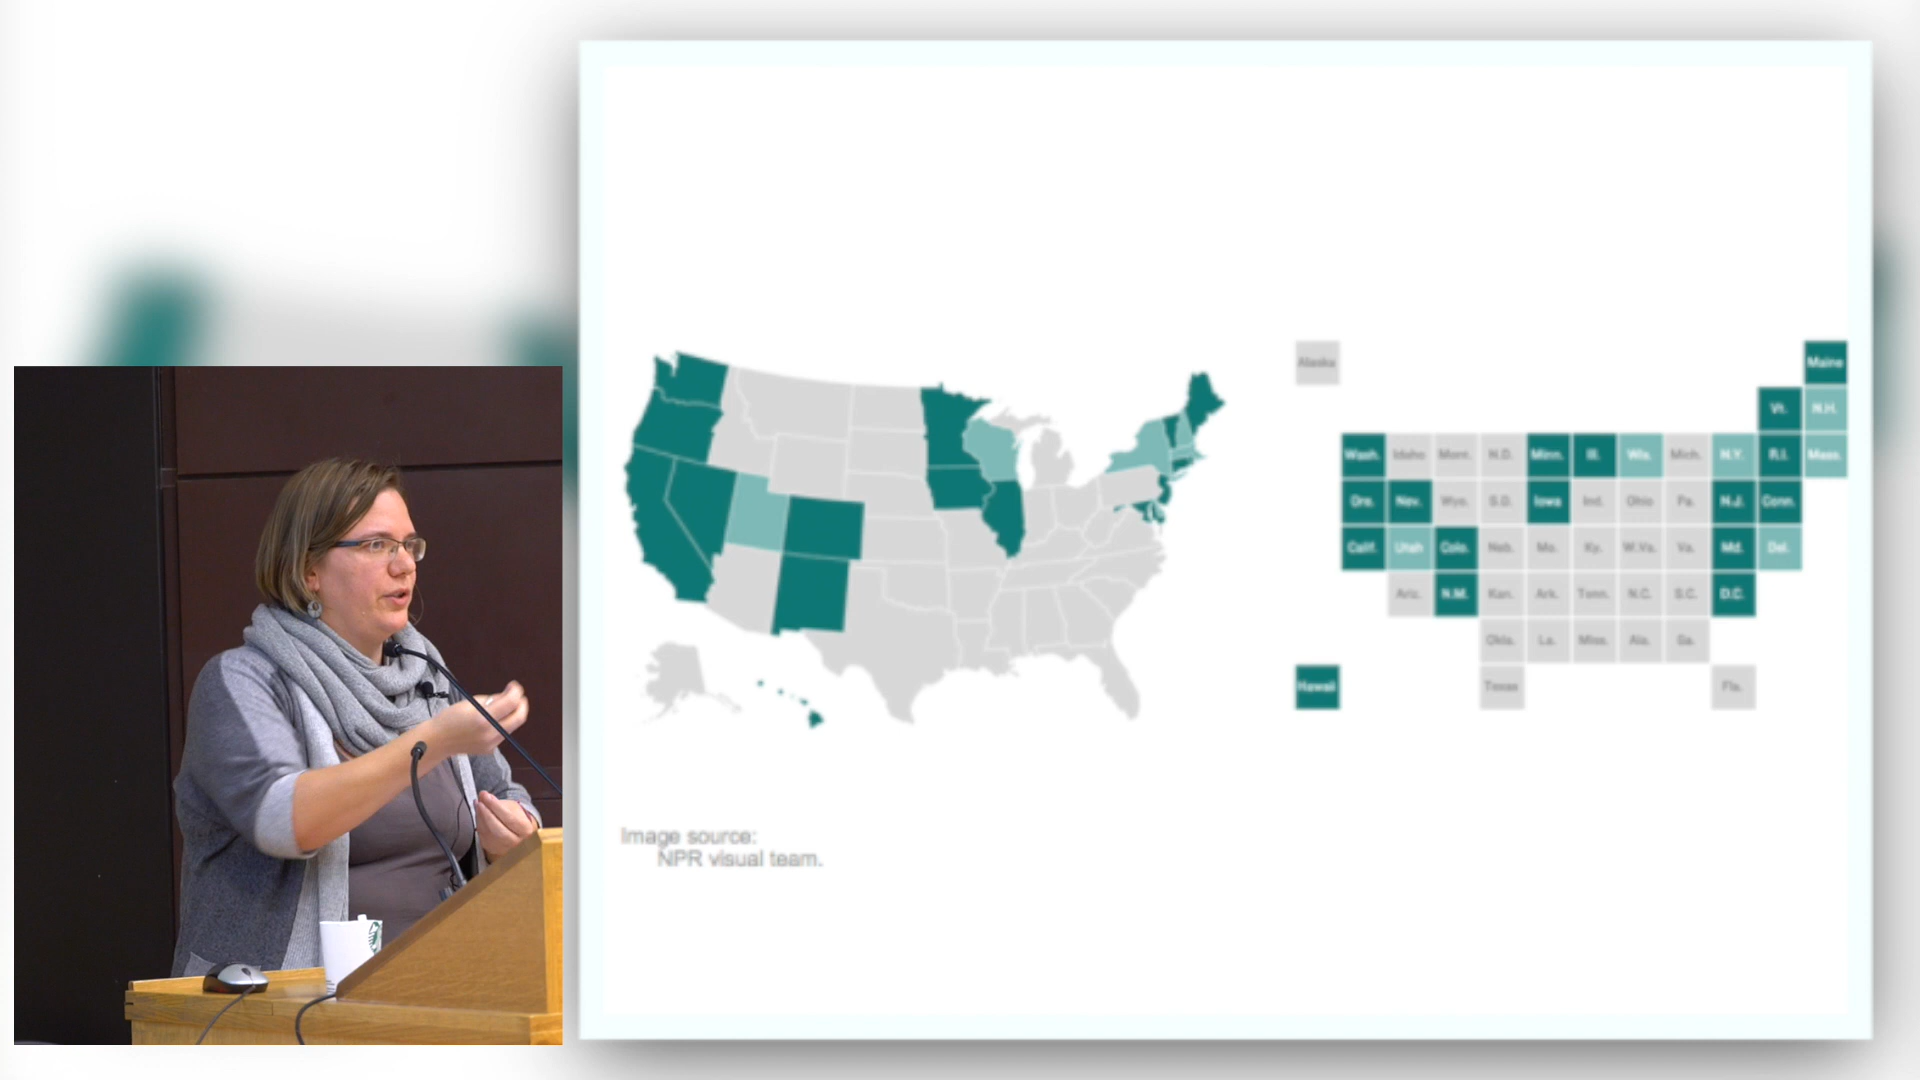 Alaska
Maine
Vt. N.H.
Wash. Idaho Mont. N.D. Minn. Ill. Wis. Mich. N.Y. R.I. Mass.
Ore. Nev. Wyo. S.D. Iowa Ind. Ohio Pa. N.J. Conn.
Calif. Utah Colo. Neb. Mo. Ky. W.Va. Va. Md. Del.
Ariz. N.M. Kan. Ark. Tenn. N.C. S.C. D.C.
Okla. La. Miss. Ala. Ga.
Hawaii Texas Fla.
Image source:
NPR visual team.